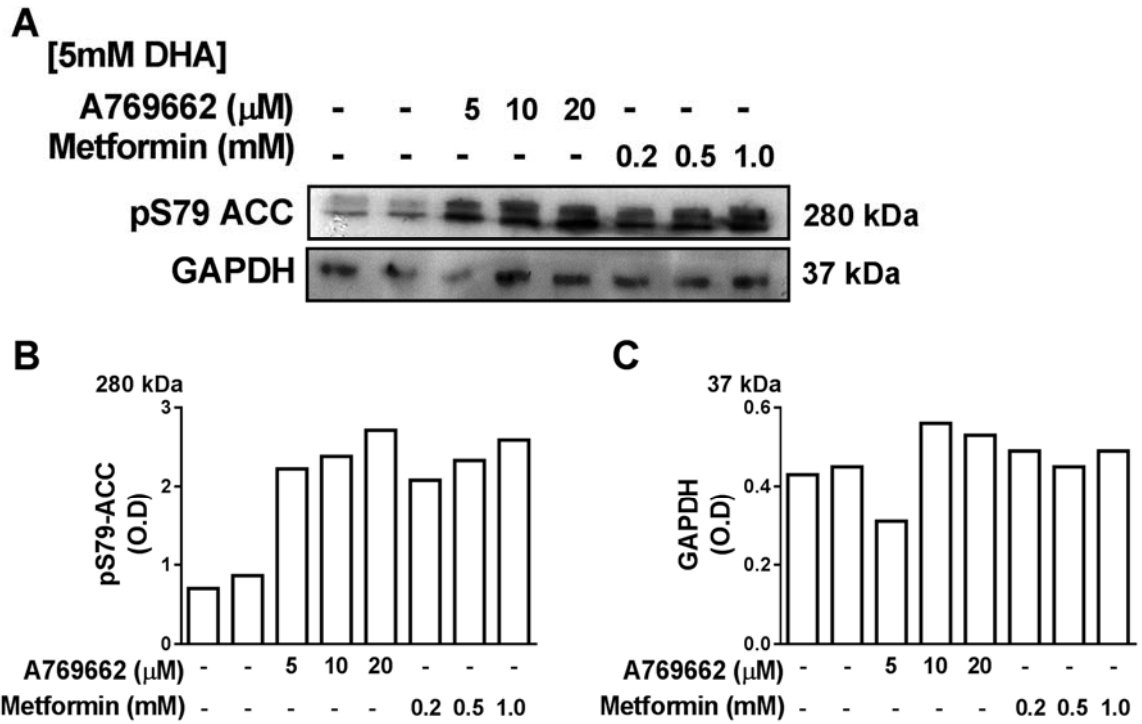 A
[5mM DHA]
A769662 (μM) - - 5 10 20 - - -
Metformin (mM) - - - - - 0.2 0.5 1.0
pS79 ACC 280 kDa
GAPDH 37 kDa
B
280 kDa
pS79-ACC
(O.D)
3
2
1
0
A769662 (μM) - - 5 10 20 - - -
Metformin (mM) - - - - - 0.2 0.5 1.0
C
37 kDa
GAPDH
(O.D)
0.6
0.4
0.2
0.0
A769662 (μM) - - 5 10 20 - - -
Metformin (mM) - - - - - 0.2 0.5 1.0